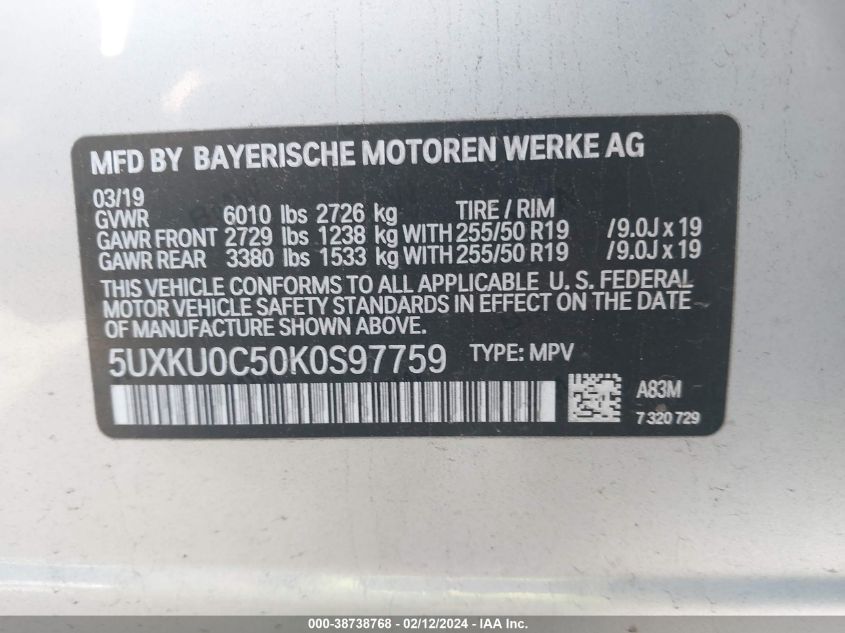 MFD BY BAYERISCHE MOTOREN WERKE AG
03/19
GVWR 6010 lbs 2726 kg TIRE / RIM
GAWR FRONT 2729 lbs 1238 kg WITH 255/50 R19 /9.0J x 19
GAWR REAR 3380 lbs 1533 kg WITH 255/50 R19 /9.0J x 19
THIS VEHICLE CONFORMS TO ALL APPLICABLE U. S. FEDERAL
MOTOR VEHICLE SAFETY STANDARDS IN EFFECT ON THE DATE
OF MANUFACTURE SHOWN ABOVE.
5UXKU0C50K0S97759 TYPE: MPV
A83M
7 320 729
000-38738768 - 02/12/2024 - IAA Inc.